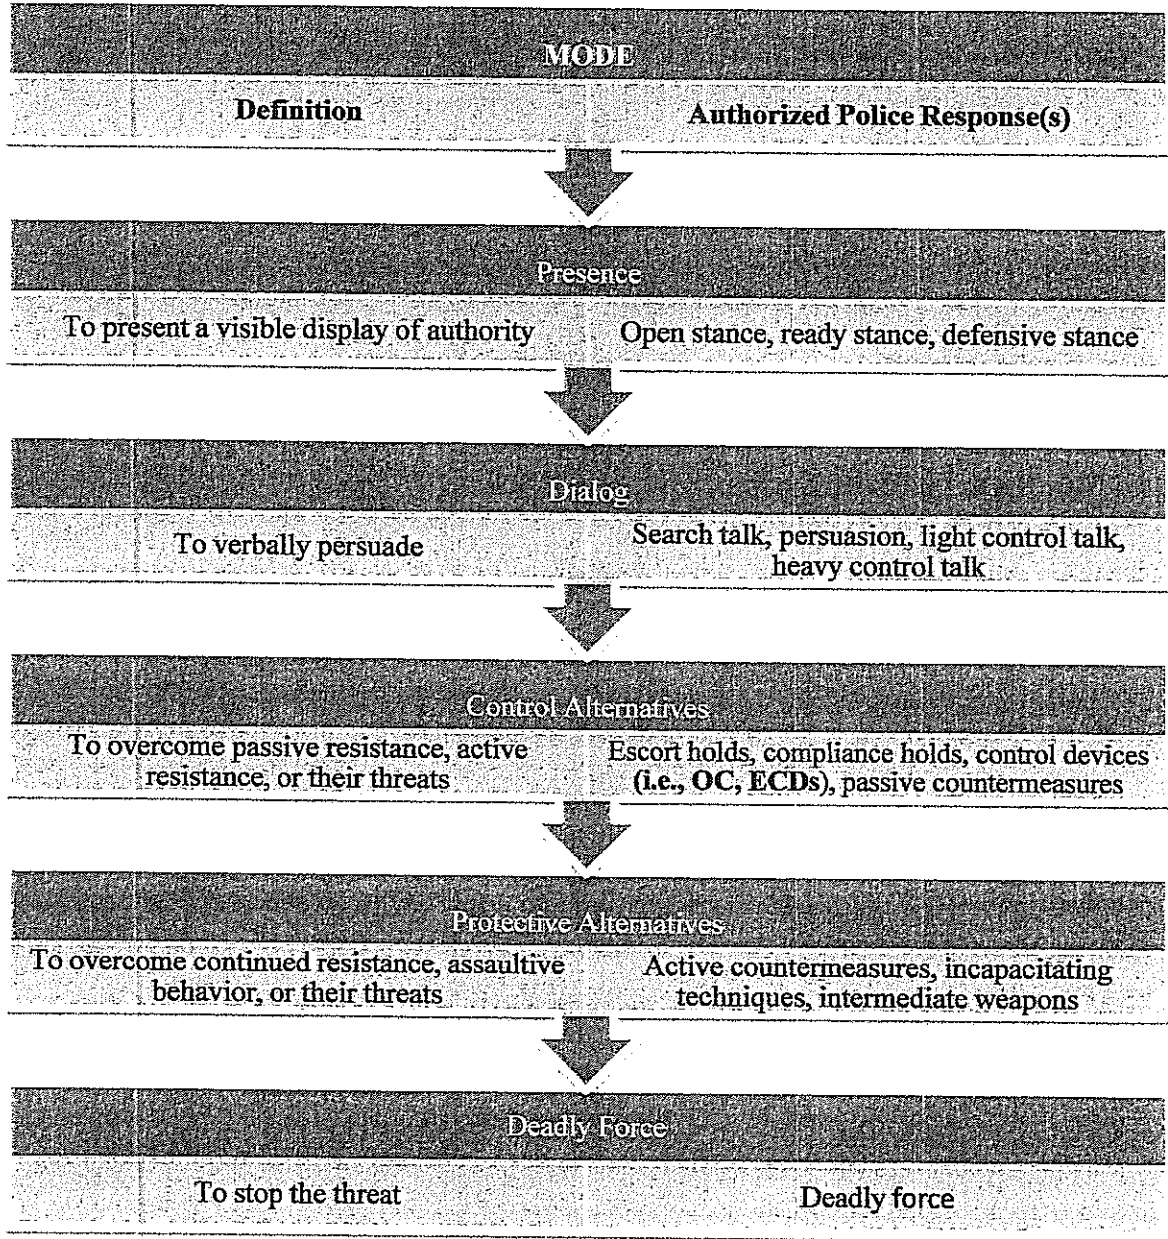 MODE
Definition
Authorized Police Response(s)
Presence
To present a visible display of authority
Open stance, ready stance, defensive stance
Dialog
To verbally persuade
Search talk, persuasion, light control talk,
heavy control talk
Control Alternatives
To overcome passive resistance, active
resistance, or their threats
Escort holds, compliance holds, control devices
(i.e., OC, ECDs), passive countermeasures
Protective Alternatives
To overcome continued resistance, assaultive
behavior, or their threats
Active countermeasures, incapacitating
techniques, intermediate weapons
Deadly Force
To stop the threat
Deadly force